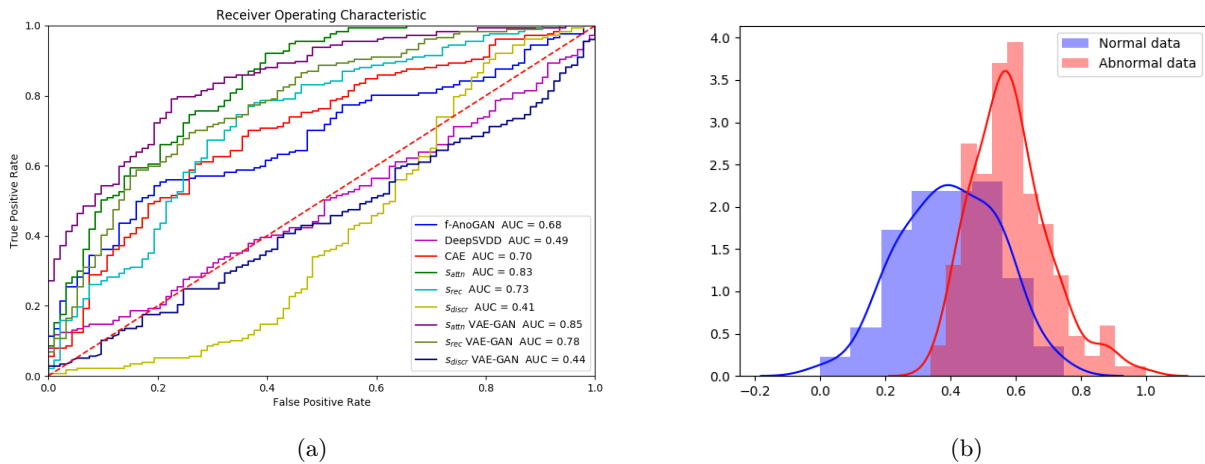 Receiver Operating Characteristic
1.0
0.8
0.6
0.4
0.2
0.0
True Positive Rate
0.2
0.4
0.6
0.8
1.0
False Positive Rate
f-AnoGAN AUC = 0.68
DeepSVDD AUC = 0.49
CAE AUC = 0.70
s_attn AUC = 0.83
s_rec AUC = 0.73
s_discr AUC = 0.41
s_attn VAE-GAN AUC = 0.85
s_rec VAE-GAN AUC = 0.78
s_discr VAE-GAN AUC = 0.44
(a)
Normal data
Abnormal data
4.0
3.5
3.0
2.5
2.0
1.5
1.0
0.5
0.0
−0.2
0.0
0.2
0.4
0.6
0.8
1.0
(b)